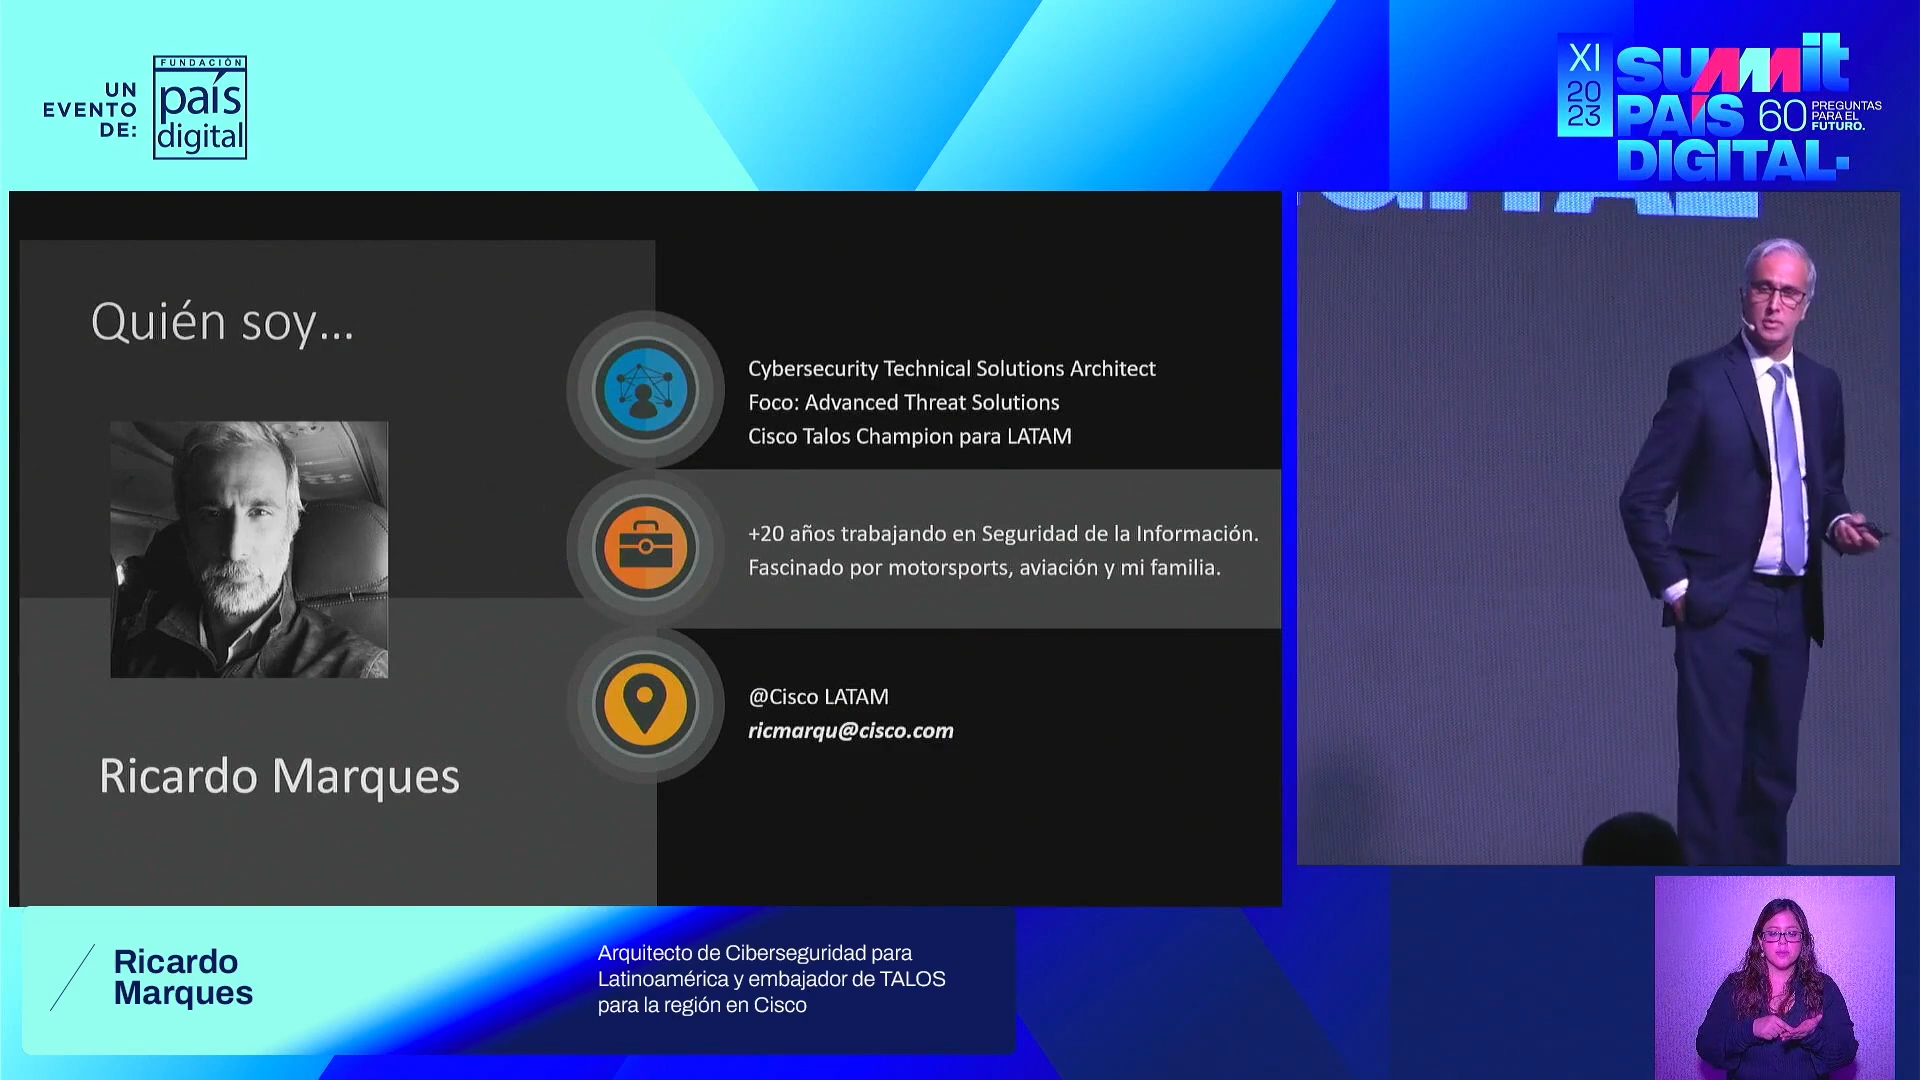 UN
EVENTO
DE:
FUNDACIÓN
país
digital
XI
20
23
SUMMIT
PAÍS
DIGITAL
60
PREGUNTAS
PARA EL
FUTURO.
Quién soy...
Cybersecurity Technical Solutions Architect
Foco: Advanced Threat Solutions
Cisco Talos Champion para LATAM
+20 años trabajando en Seguridad de la Información.
Fascinado por motorsports, aviación y mi familia.
@Cisco LATAM
ricmarqu@cisco.com
Ricardo Marques
Ricardo
Marques
Arquitecto de Ciberseguridad para
Latinoamérica y embajador de TALOS
para la región en Cisco